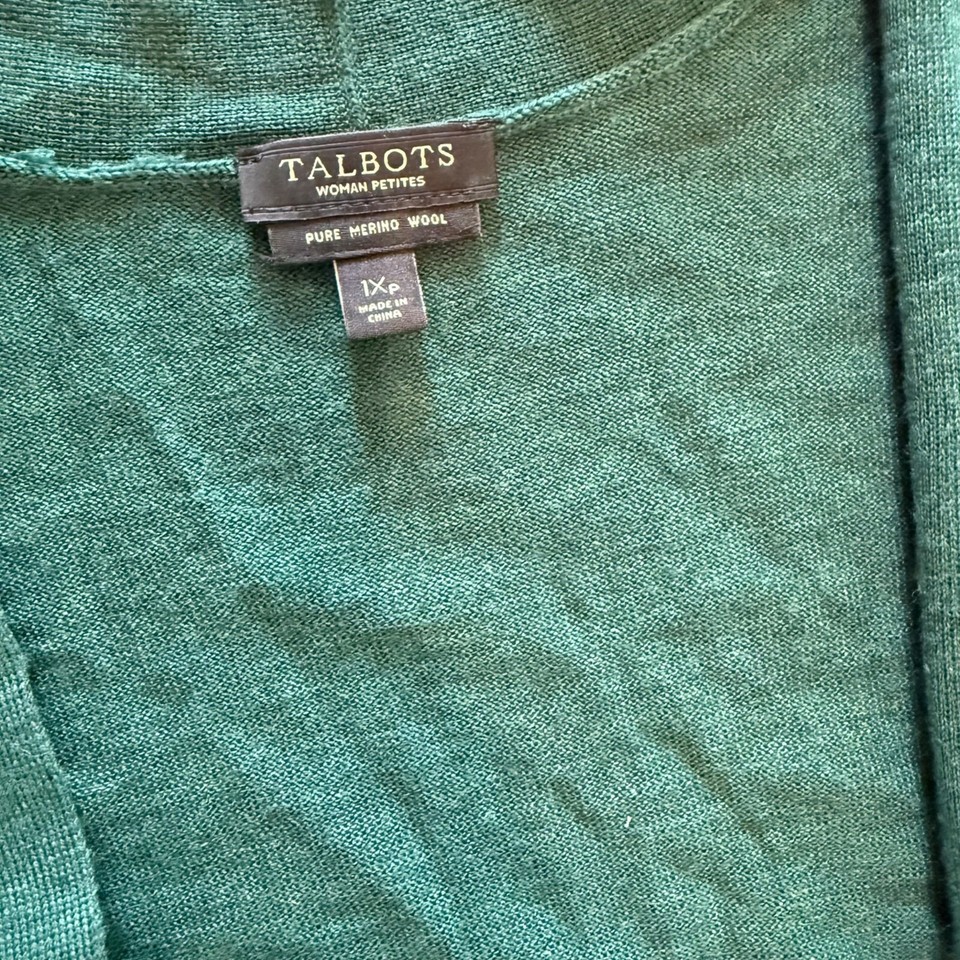 TALBOTS
WOMAN PETITES
PURE MERINO WOOL
1XP
MADE IN
CHINA